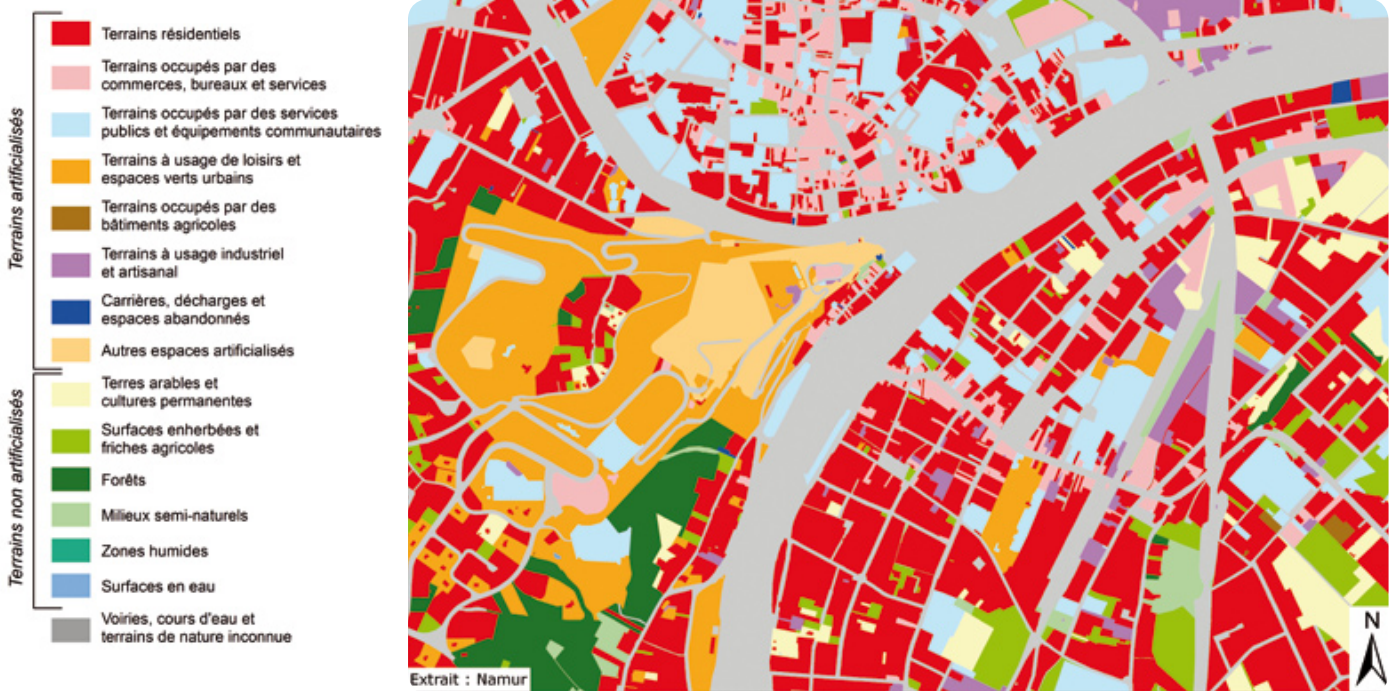 Terrains artificialisés
Terrains résidentiels
Terrains occupés par des
commerces, bureaux et services
Terrains occupés par des services
publics et équipements communautaires
Terrains à usage de loisirs et
espaces verts urbains
Terrains occupés par des
bâtiments agricoles
Terrains à usage industriel
et artisanal
Carrières, décharges et
espaces abandonnés
Autres espaces artificialisés
Terrains non artificialisés
Terres arables et
cultures permanentes
Surfaces enherbées et
friches agricoles
Forêts
Milieux semi-naturels
Zones humides
Surfaces en eau
Voiries, cours d'eau et
terrains de nature inconnue
Extrait : Namur
N